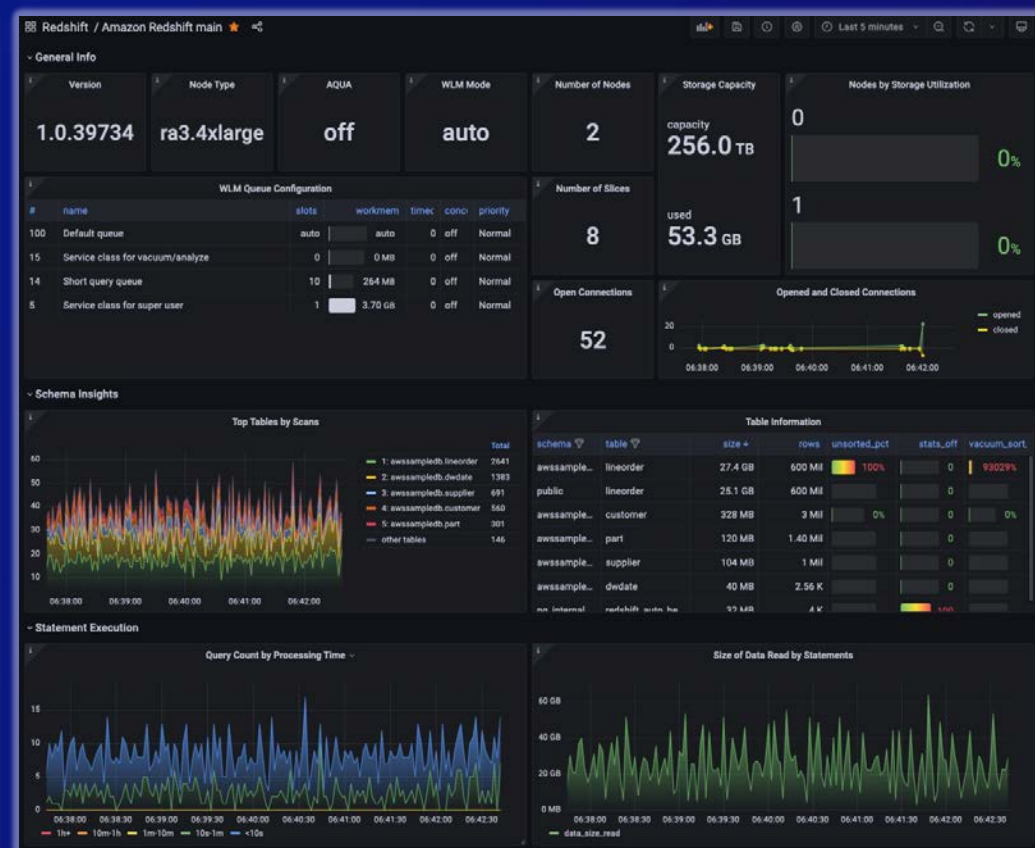 Redshift / Amazon Redshift main
Last 5 minutes
General Info
Version
1.0.39734
Node Type
ra3.4xlarge
AQUA
off
WLM Mode
auto
Number of Nodes
2
Storage Capacity
capacity
256.0 TB
used
53.3 GB
Nodes by Storage Utilization
0
0%
1
0%
WLM Queue Configuration
# name slots workmem timec conc priority
100 Default queue auto auto 0 off Normal
15 Service class for vacuum/analyze 0 0 MB 0 off Normal
14 Short query queue 10 264 MB 0 off Normal
5 Service class for super user 1 3.70 GB 0 off Normal
Number of Slices
8
Open Connections
52
Opened and Closed Connections
20
0
06:38:00 06:39:00 06:40:00 06:41:00 06:42:00
opened
closed
Schema Insights
Top Tables by Scans
60
50
40
30
20
10
06:38:00 06:39:00 06:40:00 06:41:00 06:42:00
Total
1: awssampledb.lineorder 2641
2: awssampledb.dwdate 1383
3: awssampledb.supplier 691
4: awssampledb.customer 560
5: awssampledb.part 301
other tables 146
Table Information
schema table size rows unsorted_pct stats_off vacuum_sort_
awssample... lineorder 27.4 GB 600 Mil 100% 0 93029%
public lineorder 25.1 GB 600 Mil 0
awssample... customer 328 MB 3 Mil 0% 0 0%
awssample... part 120 MB 1.40 Mil 0
awssample... supplier 104 MB 1 Mil 0
awssample... dwdate 40 MB 2.56 K 0
pg_internal redshift_auto_he 32 MB 4 K 100
Statement Execution
Query Count by Processing Time
15
10
5
0
06:38:00 06:38:30 06:39:00 06:39:30 06:40:00 06:40:30 06:41:00 06:41:30 06:42:00 06:42:30
1h+ 10m-1h 1m-10m 10s-1m <10s
Size of Data Read by Statements
60 GB
40 GB
20 GB
0 MB
06:38:00 06:38:30 06:39:00 06:39:30 06:40:00 06:40:30 06:41:00 06:41:30 06:42:00 06:42:30
data_size_read